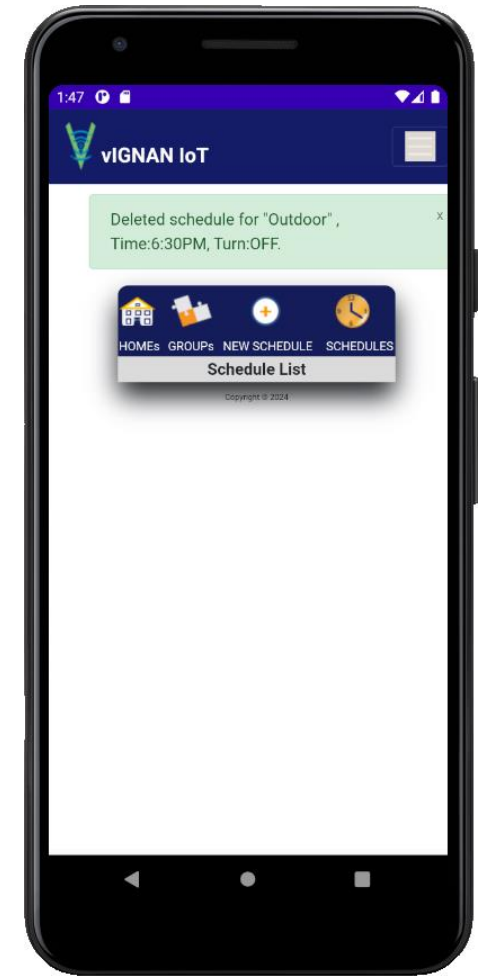 1:47
vIGNAN IoT
Deleted schedule for "Outdoor" ,
Time:6:30PM, Turn:OFF.
x
HOMEs GROUPs NEW SCHEDULE SCHEDULES
Schedule List
Copyright © 2024